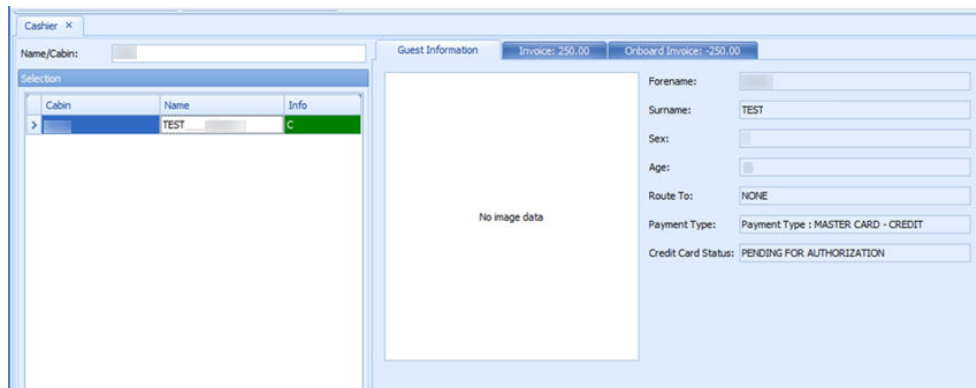 Cashier ×
Name/Cabin:
Selection
Cabin Name Info
> TEST C
Guest Information Invoice: 250.00 Onboard Invoice: -250.00
No image data
Forename:
Surname: TEST
Sex:
Age:
Route To: NONE
Payment Type: Payment Type : MASTER CARD - CREDIT
Credit Card Status: PENDING FOR AUTHORIZATION